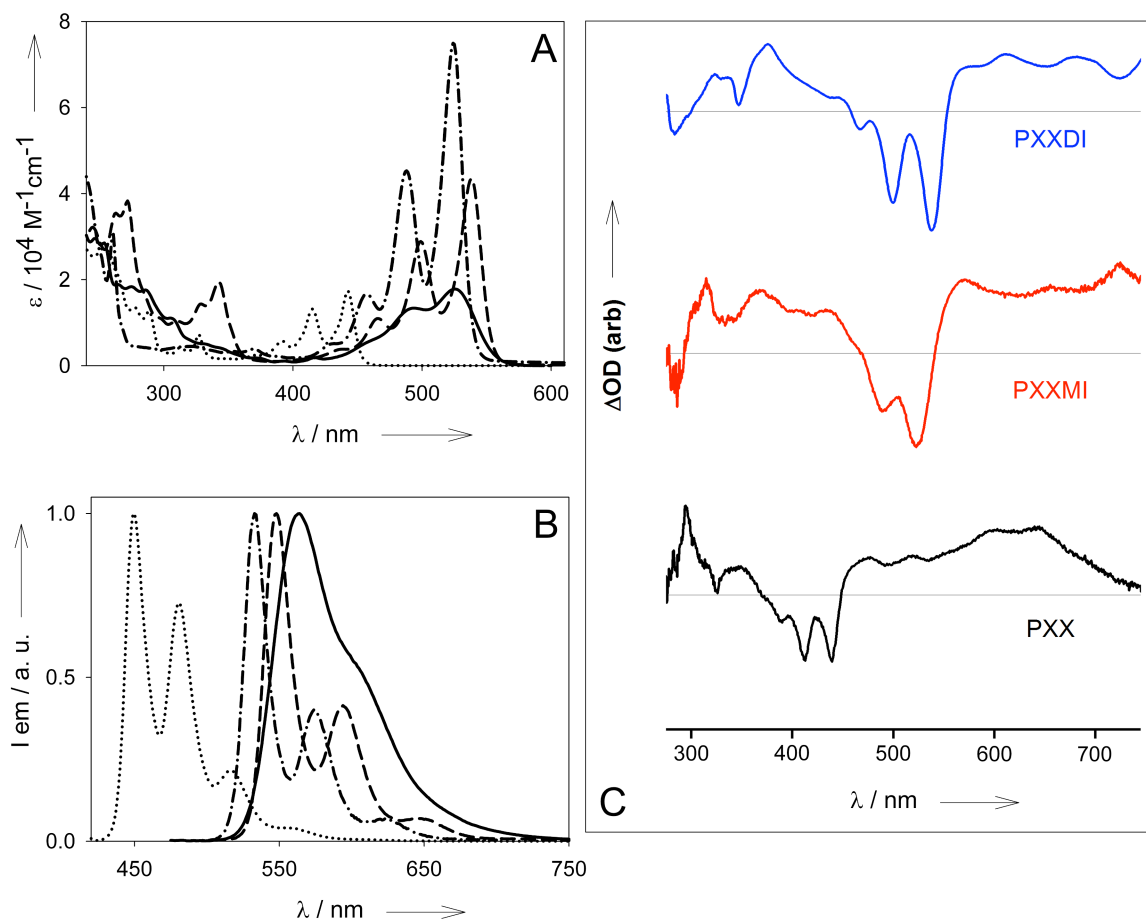 A
ε / 10⁴ M⁻¹cm⁻¹
8
6
4
2
0
300 400 500 600
λ / nm
B
I em / a. u.
1.0
0.5
0.0
450 550 650 750
λ / nm
PXXDI
ΔOD (arb)
PXXMI
PXX
300 400 500 600 700
C
λ / nm